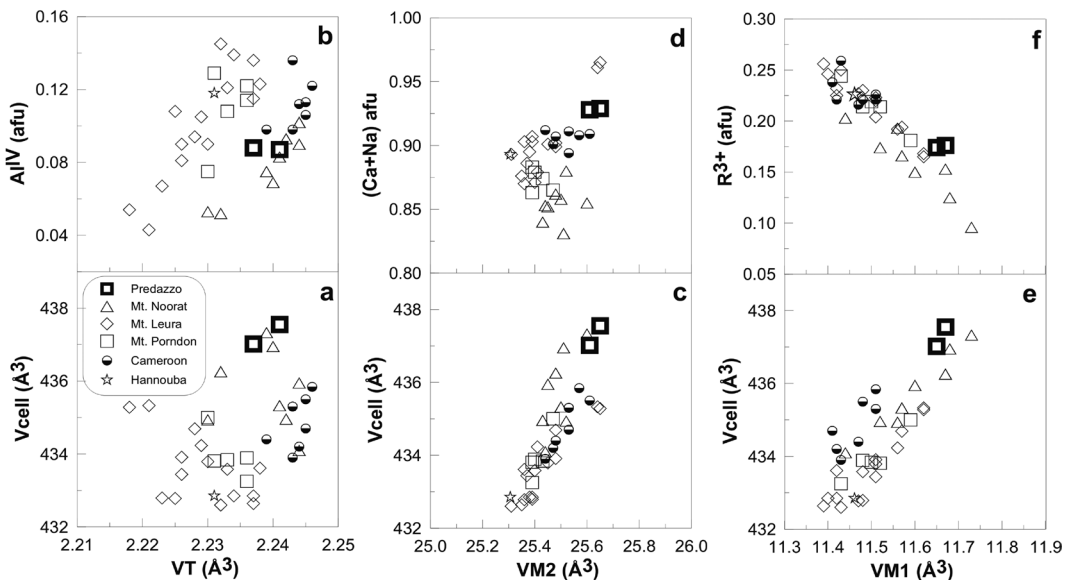 0.16
0.12
0.08
0.04
Al^IV (afu)
b
1.00
0.95
0.90
0.85
0.80
(Ca+Na) afu
d
0.30
0.25
0.20
0.15
0.10
0.05
R^3+ (afu)
f
Predazzo
Mt. Noorat
Mt. Leura
Mt. Porndon
Cameroon
Hannouba
438
436
434
432
Vcell (Å³)
a
2.21 2.22 2.23 2.24 2.25
VT (Å³)
438
436
434
432
Vcell (Å³)
c
25.0 25.2 25.4 25.6 25.8 26.0
VM2 (Å³)
438
436
434
432
Vcell (Å³)
e
11.3 11.4 11.5 11.6 11.7 11.8 11.9
VM1 (Å³)